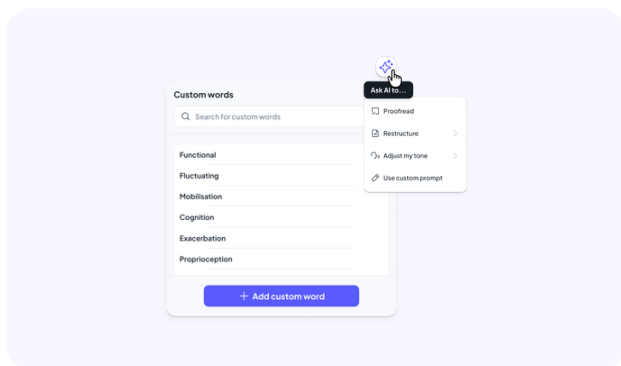 Custom words
Search for custom words
Functional
Fluctuating
Mobilisation
Cognition
Exacerbation
Proprioception
Add custom word
Ask AI to...
Proofread
Restructure
Adjust my tone
Use custom prompt